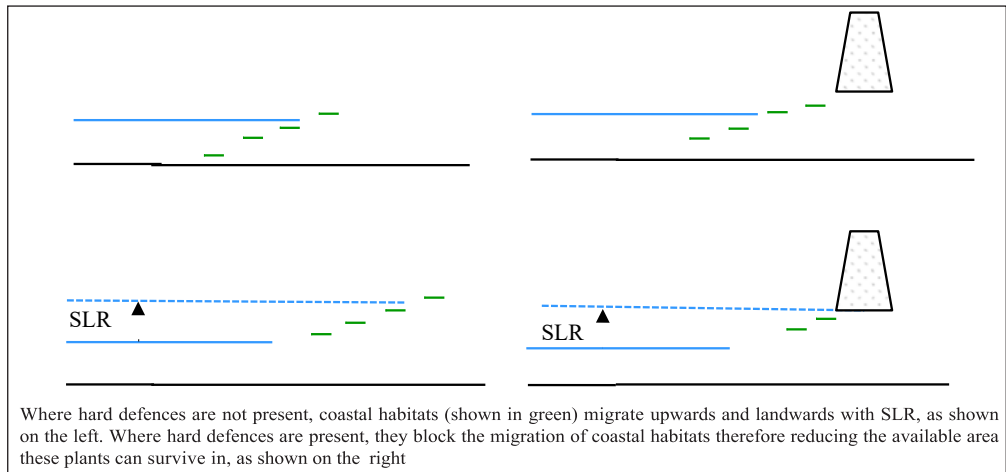 SLR
SLR
Where hard defences are not present, coastal habitats (shown in green) migrate upwards and landwards with SLR, as shown
on the left. Where hard defences are present, they block the migration of coastal habitats therefore reducing the available area
these plants can survive in, as shown on the right